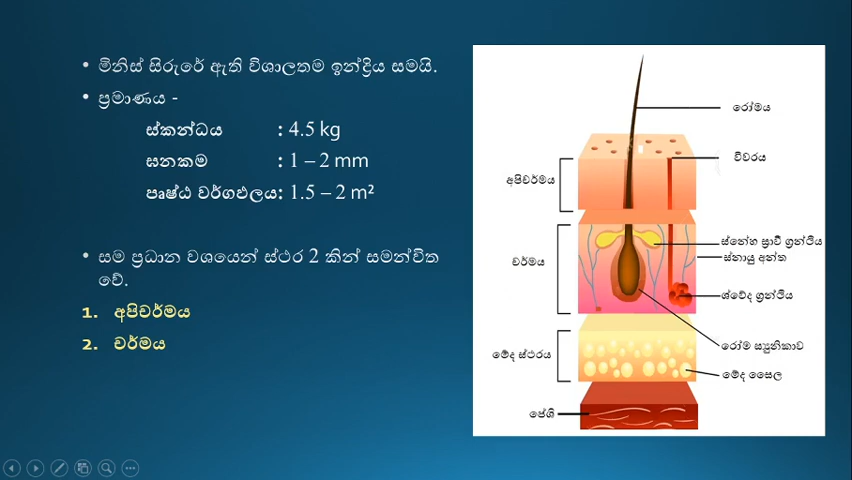 • මිනිස් සිරුරේ ඇති විශාලතම ඉන්ද්‍රිය සමයි.
• ප්‍රමාණය -
ස්කන්ධය : 4.5 kg
ඝනකම : 1 – 2 mm
පෘෂ්ඨ වර්ගඵලය: 1.5 – 2 m²
• සම ප්‍රධාන වශයෙන් ස්ථර 2 කින් සමන්විත
වේ.
1. අපිචර්මය
2. චර්මය
රෝමය
විවරය
අපිචර්මය
ස්නේහ ස්‍රාවී ග්‍රන්ථිය
ස්නායු අන්ත
චර්මය
ශ්වේද ග්‍රන්ථිය
රෝම ස්‍යුනිකාව
මේද ස්ථරය
මේද සෛල
පේශි